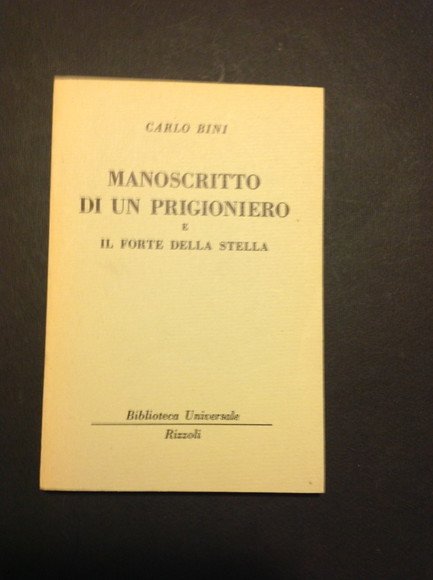 CARLO BINI
MANOSCRITTO
DI UN PRIGIONIERO
E
IL FORTE DELLA STELLA
Biblioteca Universale
Rizzoli